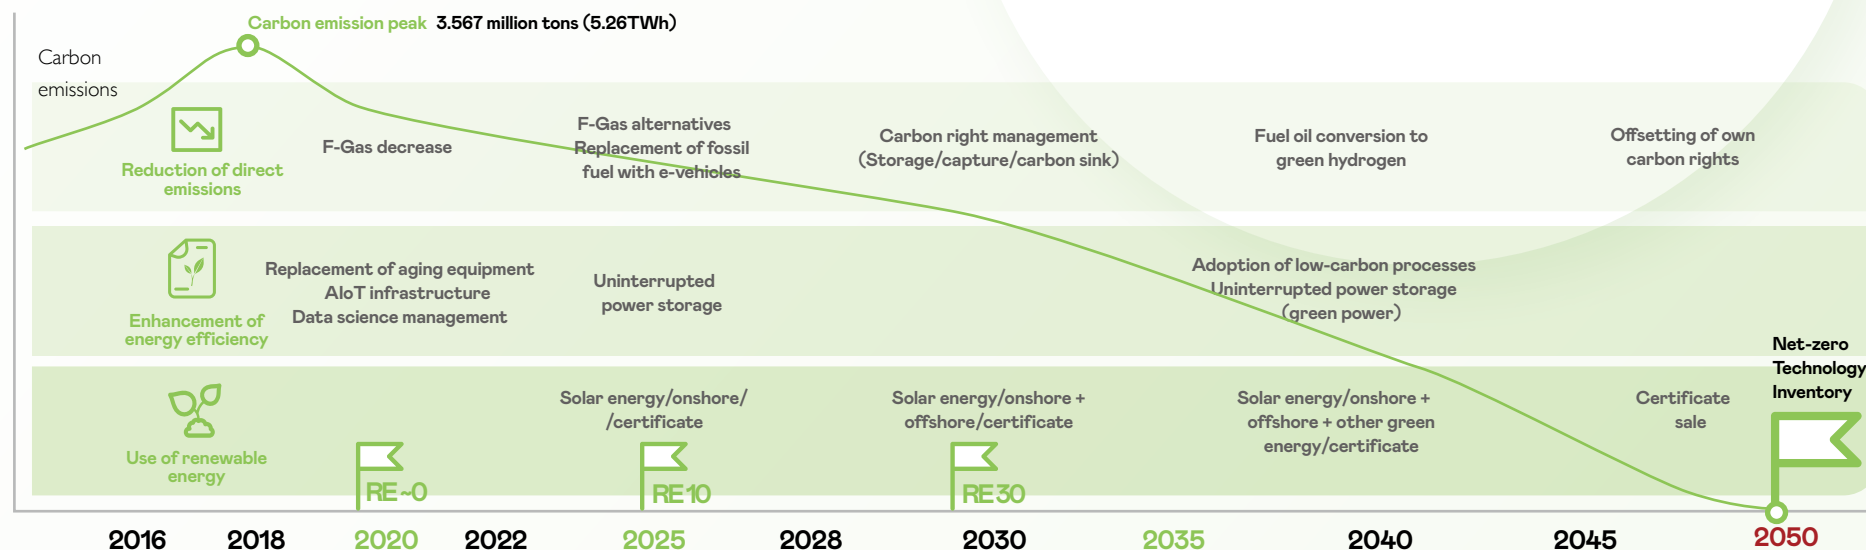 Carbon emission peak 3.567 million tons (5.26TWh)
Carbon
emissions
Reduction of direct
emissions
F-Gas decrease
F-Gas alternatives
Replacement of fossil
fuel with e-vehicles
Carbon right management
(Storage/capture/carbon sink)
Fuel oil conversion to
green hydrogen
Offsetting of own
carbon rights
Enhancement of
energy efficiency
Replacement of aging equipment
AIoT infrastructure
Data science management
Uninterrupted
power storage
Adoption of low-carbon processes
Uninterrupted power storage
(green power)
Net-zero
Technology
Inventory
Use of renewable
energy
Solar energy/onshore/
/certificate
Solar energy/onshore +
offshore/certificate
Solar energy/onshore +
offshore + other green
energy/certificate
Certificate
sale
RE~0
RE10
RE30
2016 2018 2020 2022 2025 2028 2030 2035 2040 2045 2050